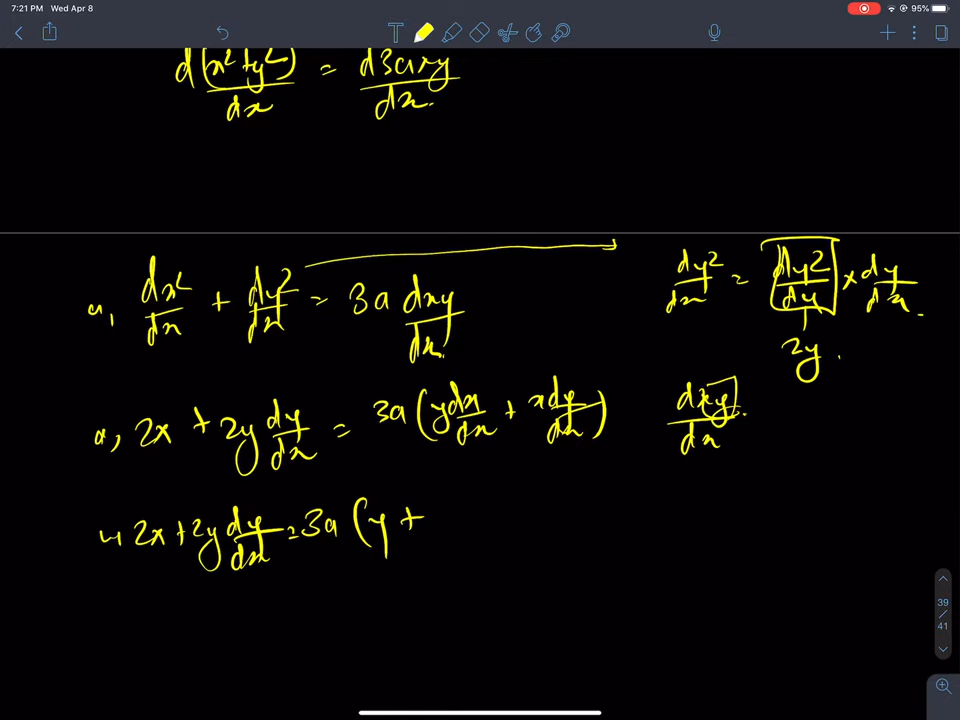 7:21 PM Wed Apr 8
95%
d(x²+y²)/dx = d3axy/dx
dx²/dx + dy²/dx = 3a dxy/dx
dy²/dx = dy²/dy × dy/dx
2y
2x + 2y dy/dx = 3a (y dx/dx + x dy/dx)
dxy/dx
2x + 2y dy/dx = 3a (y +
39
/
41